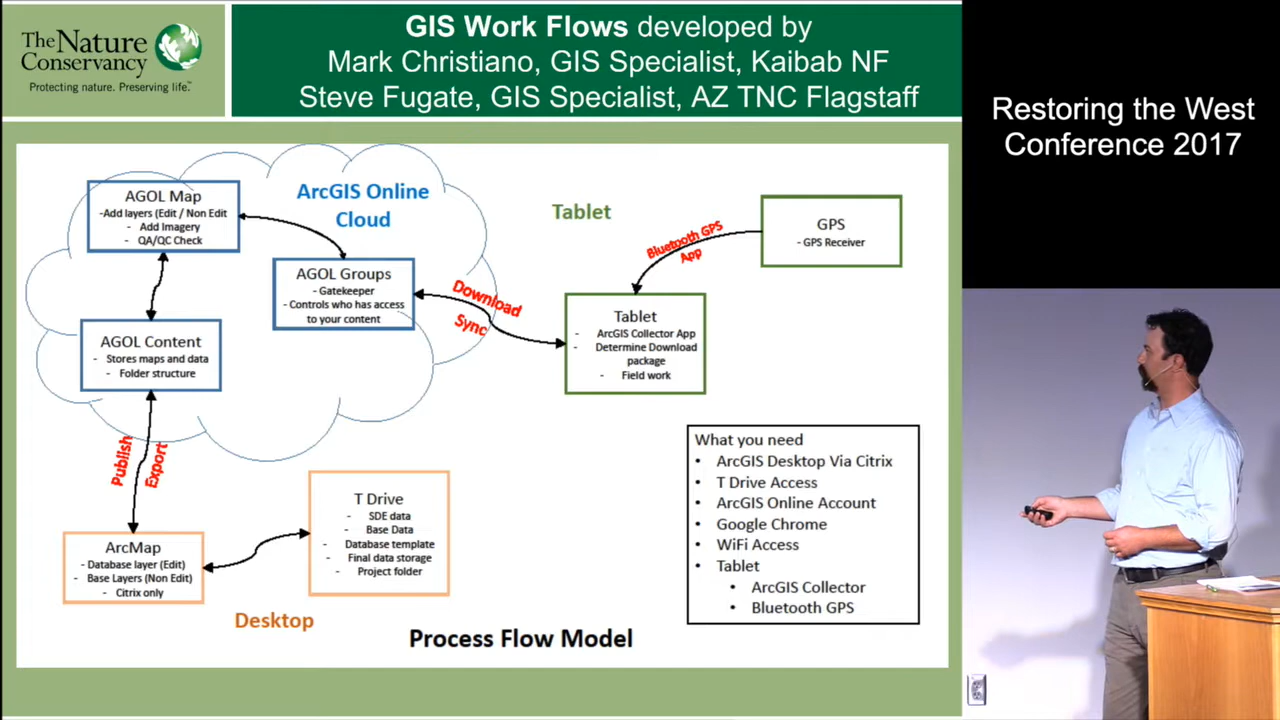 The Nature
Conservancy
Protecting nature. Preserving life.™
GIS Work Flows developed by
Mark Christiano, GIS Specialist, Kaibab NF
Steve Fugate, GIS Specialist, AZ TNC Flagstaff
Restoring the West
Conference 2017
ArcGIS Online
Cloud
AGOL Map
-Add layers (Edit / Non Edit
- Add Imagery
- QA/QC Check
AGOL Groups
- Gatekeeper
- Controls who has access
to your content
AGOL Content
- Stores maps and data
- Folder structure
Publish
Export
Download
Sync
Tablet
Bluetooth GPS
App
GPS
- GPS Receiver
Tablet
- ArcGIS Collector App
- Determine Download
package
- Field work
ArcMap
- Database layer (Edit)
- Base Layers (Non Edit)
- Citrix only
T Drive
- SDE data
- Base Data
- Database template
- Final data storage
- Project folder
Desktop
What you need
• ArcGIS Desktop Via Citrix
• T Drive Access
• ArcGIS Online Account
• Google Chrome
• WiFi Access
• Tablet
• ArcGIS Collector
• Bluetooth GPS
Process Flow Model